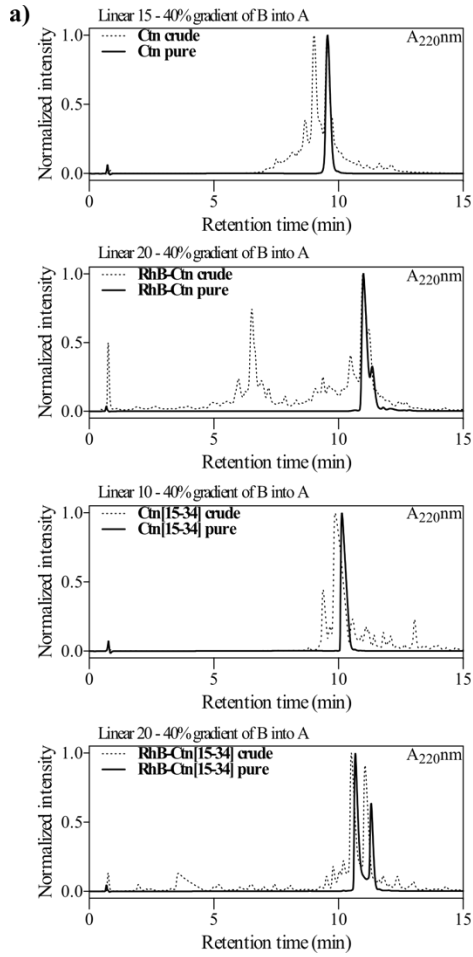 a)
Linear 15 - 40% gradient of B into A
Ctn crude
Ctn pure
A220nm
Normalized intensity
1.0
0.5
0.0
0 5 10 15
Retention time (min)
Linear 20 - 40% gradient of B into A
RhB-Ctn crude
RhB-Ctn pure
A220nm
Normalized intensity
1.0
0.5
0.0
0 5 10 15
Retention time (min)
Linear 10 - 40% gradient of B into A
Ctn[15-34] crude
Ctn[15-34] pure
A220nm
Normalized intensity
1.0
0.5
0.0
0 5 10 15
Retention time (min)
Linear 20 - 40% gradient of B into A
RhB-Ctn[15-34] crude
RhB-Ctn[15-34] pure
A220nm
Normalized intensity
1.0
0.5
0.0
0 5 10 15
Retention time (min)